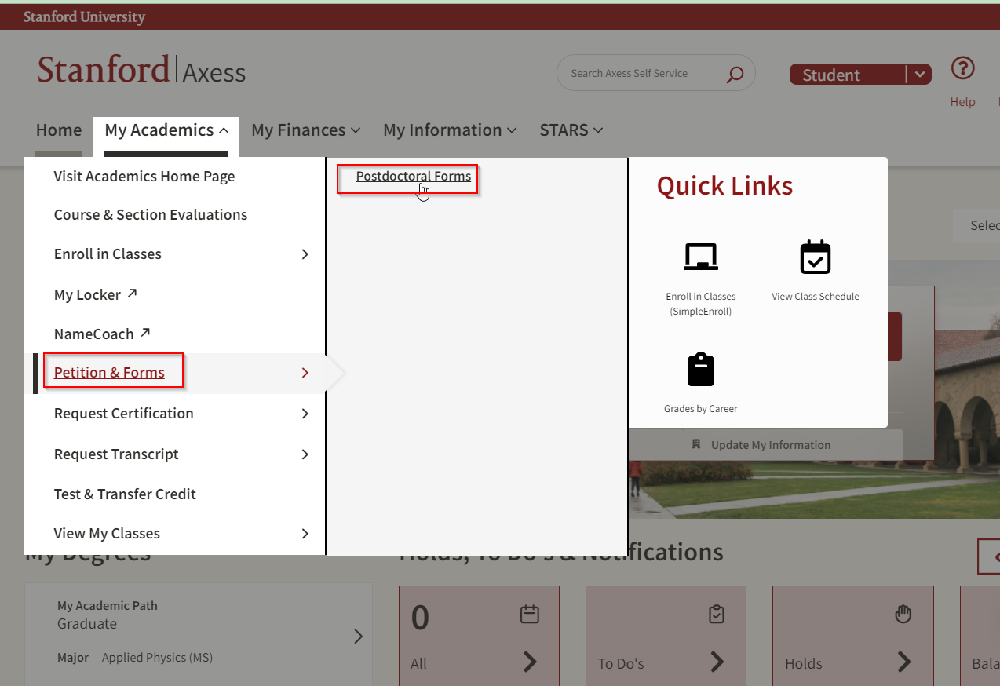 Stanford University
Stanford Axess
Search Axess Self Service
Student
Help
Home
My Academics
My Finances
My Information
STARS
Visit Academics Home Page
Course & Section Evaluations
Enroll in Classes
My Locker
NameCoach
Petition & Forms
Request Certification
Request Transcript
Test & Transfer Credit
View My Classes
Postdoctoral Forms
Quick Links
Enroll in Classes
(SimpleEnroll)
View Class Schedule
Grades by Career
Update My Information
My Degrees
Holds, To Do's & Notifications
My Academic Path
Graduate
Major Applied Physics (MS)
0
All
To Do's
Holds